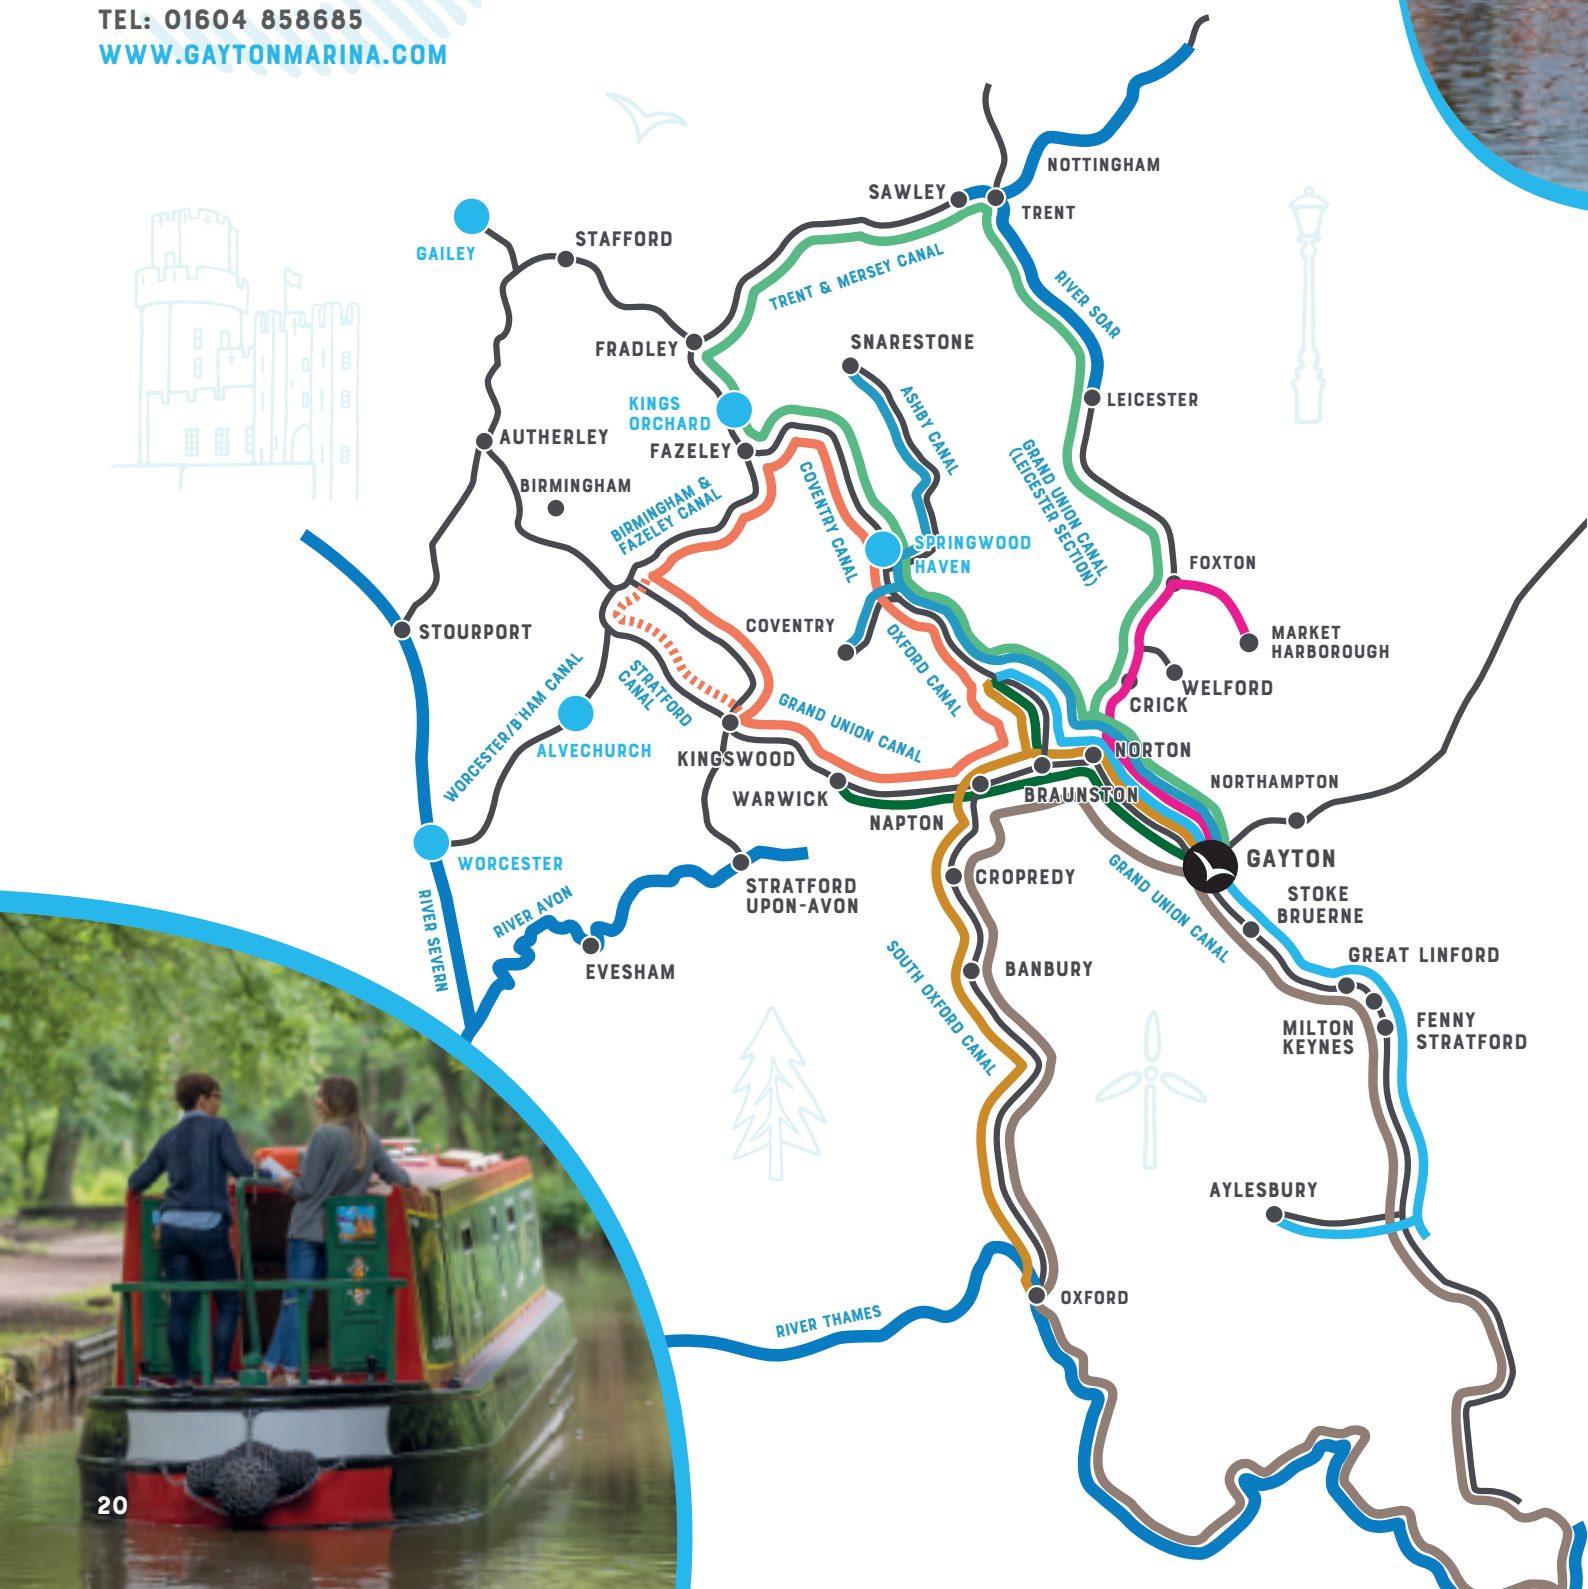 TEL: 01604 858685
WWW.GAYTONMARINA.COM
NOTTINGHAM
SAWLEY
TRENT
GAILEY
STAFFORD
TRENT & MERSEY CANAL
RIVER SOAR
FRADLEY
SNARESTONE
KINGS
ORCHARD
LEICESTER
ASHBY CANAL
AUTHERLEY
FAZELEY
BIRMINGHAM
BIRMINGHAM &
FAZELEY CANAL
COVENTRY CANAL
GRAND UNION CANAL
(LEICESTER SECTION)
SPRINGWOOD
HAVEN
FOXTON
STOURPORT
COVENTRY
MARKET
HARBOROUGH
OXFORD CANAL
WELFORD
CRICK
WORCESTER/B'HAM CANAL
STRATFORD
CANAL
GRAND UNION CANAL
ALVECHURCH
KINGSWOOD
NORTON
NORTHAMPTON
WARWICK
BRAUNSTON
NAPTON
WORCESTER
GAYTON
CROPREDY
GRAND UNION CANAL
STRATFORD
UPON-AVON
STOKE
BRUERNE
RIVER SEVERN
RIVER AVON
EVESHAM
SOUTH OXFORD CANAL
BANBURY
GREAT LINFORD
MILTON
KEYNES
FENNY
STRATFORD
AYLESBURY
OXFORD
RIVER THAMES
20